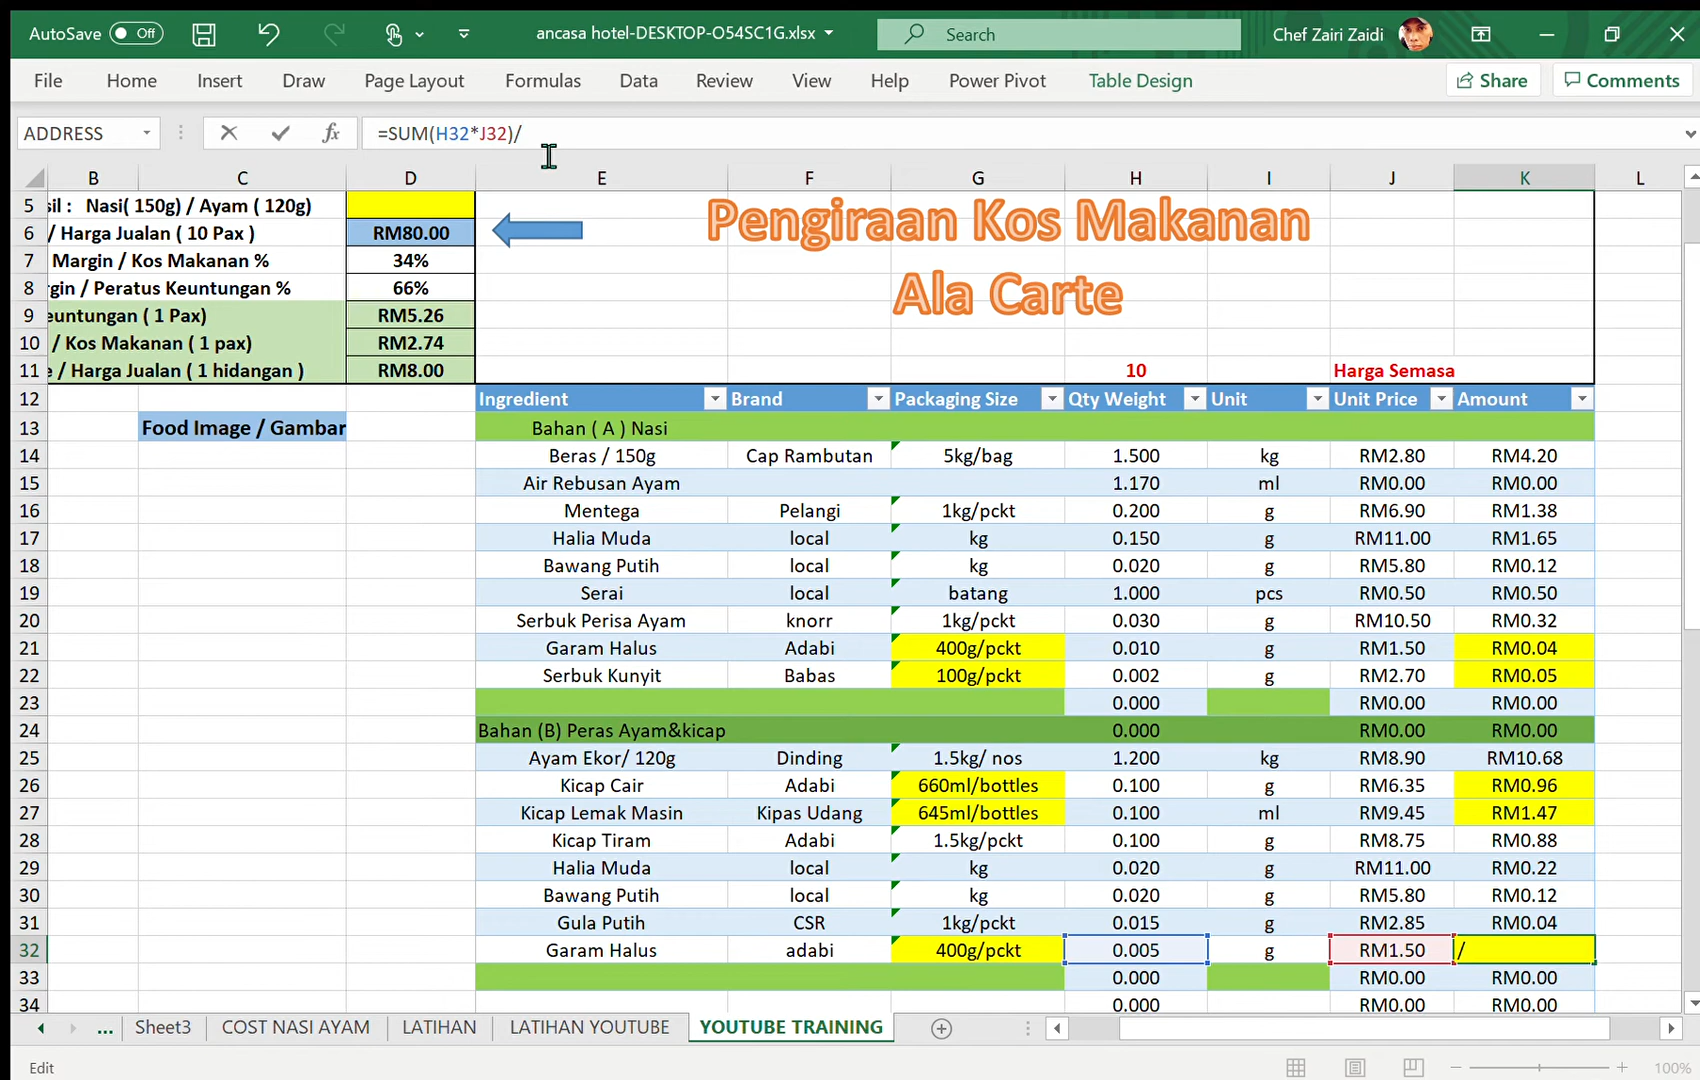 AutoSave Off ancasa hotel-DESKTOP-O54SC1G.xlsx Search Chef Zairi Zaidi
File Home Insert Draw Page Layout Formulas Data Review View Help Power Pivot Table Design Share Comments
ADDRESS fx =SUM(H32*J32)/
B C D E F G H I J K L
5 sil : Nasi( 150g) / Ayam ( 120g)
Pengiraan Kos Makanan
6 / Harga Jualan ( 10 Pax ) RM80.00
7 Margin / Kos Makanan % 34%
8 rgin / Peratus Keuntungan % 66%
Ala Carte
9 euntungan ( 1 Pax) RM5.26
10 / Kos Makanan ( 1 pax) RM2.74
11 e / Harga Jualan ( 1 hidangan ) RM8.00 10 Harga Semasa
12 Ingredient Brand Packaging Size Qty Weight Unit Unit Price Amount
13 Food Image / Gambar Bahan ( A ) Nasi
14 Beras / 150g Cap Rambutan 5kg/bag 1.500 kg RM2.80 RM4.20
15 Air Rebusan Ayam 1.170 ml RM0.00 RM0.00
16 Mentega Pelangi 1kg/pckt 0.200 g RM6.90 RM1.38
17 Halia Muda local kg 0.150 g RM11.00 RM1.65
18 Bawang Putih local kg 0.020 g RM5.80 RM0.12
19 Serai local batang 1.000 pcs RM0.50 RM0.50
20 Serbuk Perisa Ayam knorr 1kg/pckt 0.030 g RM10.50 RM0.32
21 Garam Halus Adabi 400g/pckt 0.010 g RM1.50 RM0.04
22 Serbuk Kunyit Babas 100g/pckt 0.002 g RM2.70 RM0.05
23 0.000 RM0.00 RM0.00
24 Bahan (B) Peras Ayam&kicap 0.000 RM0.00 RM0.00
25 Ayam Ekor/ 120g Dinding 1.5kg/ nos 1.200 kg RM8.90 RM10.68
26 Kicap Cair Adabi 660ml/bottles 0.100 g RM6.35 RM0.96
27 Kicap Lemak Masin Kipas Udang 645ml/bottles 0.100 ml RM9.45 RM1.47
28 Kicap Tiram Adabi 1.5kg/pckt 0.100 g RM8.75 RM0.88
29 Halia Muda local kg 0.020 g RM11.00 RM0.22
30 Bawang Putih local kg 0.020 g RM5.80 RM0.12
31 Gula Putih CSR 1kg/pckt 0.015 g RM2.85 RM0.04
32 Garam Halus adabi 400g/pckt 0.005 g RM1.50 /
33 0.000 RM0.00 RM0.00
34 0.000 RM0.00 RM0.00
... Sheet3 COST NASI AYAM LATIHAN LATIHAN YOUTUBE YOUTUBE TRAINING
Edit 100%